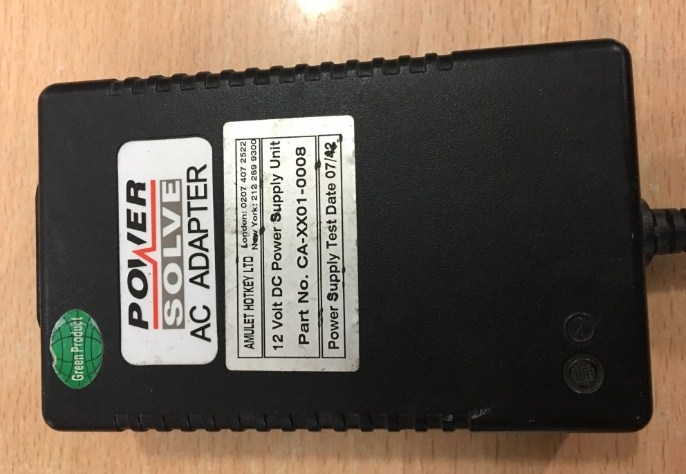 POWER
SOLVE
AC ADAPTER
AMULET HOTKEY LTD
London: 0207 407 2522
New York: 212 269 9300
12 Volt DC Power Supply Unit
Part No. CA-XX01-0008
Power Supply Test Date 07/
Green Product